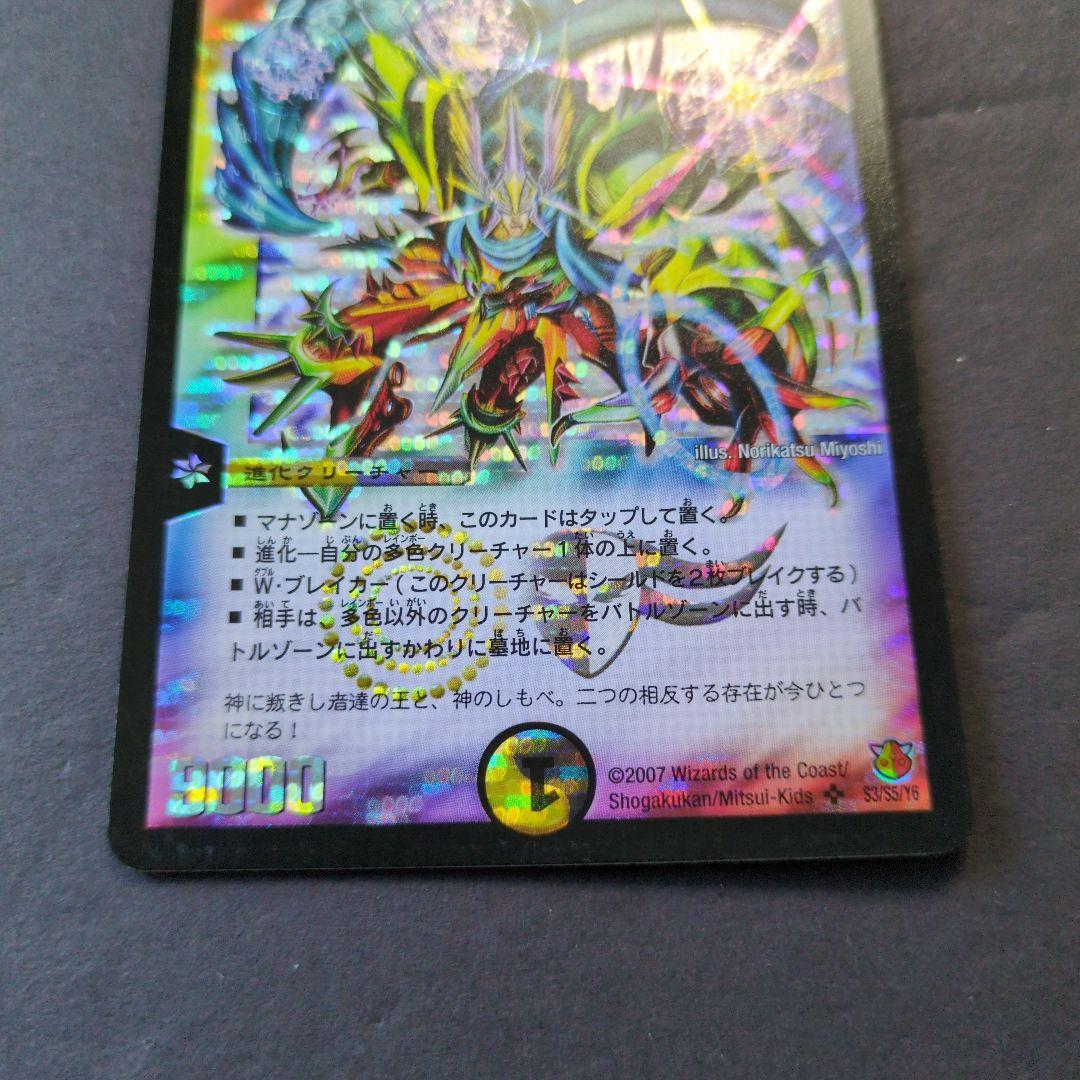 illus. Norikatsu Miyoshi
進化クリーチャー
■ マナゾーンに置く時、このカードはタップして置く。
■ 進化―自分の多色クリーチャー1体の上に置く。
■ W・ブレイカー(このクリーチャーはシールドを2枚ブレイクする)
■ 相手は、多色以外のクリーチャーをバトルゾーンに出す時、バ
トルゾーンに出すかわりに墓地に置く。
神に叛きし者達の王と、神のしもべ。二つの相反する存在が今ひとつ
になる!
9000
1
©2007 Wizards of the Coast/
Shogakukan/Mitsui-Kids
S3/S5/Y6